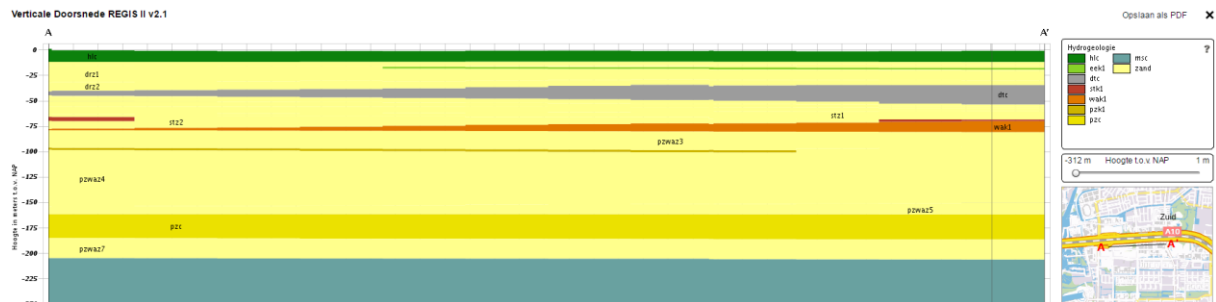 Verticale Doorsnede REGIS II v2.1
Opslaan als PDF X
A A'
Hoogte in meters t.o.v. NAP
0
-25
-50
-75
-100
-125
-150
-175
-200
-225
hlc
drz1
drz2
dtc
stz2
stz1
wak1
pzwaz3
pzwaz4
pzwaz5
pzc
pzwaz7
Hydrogeologie ?
hlc msc
eek1 zand
dtc
stk1
wak1
pzk1
pzc
-312 m Hoogte t.o.v. NAP 1 m
Zuid
A10
A A'